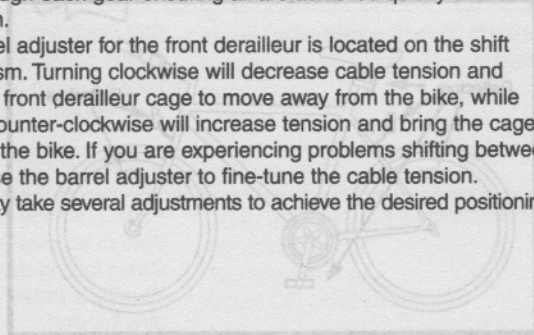 el adjuster for the front derailleur is located on the shift
sm. Turning clockwise will decrease cable tension and
front derailleur cage to move away from the bike, while
ounter-clockwise will increase tension and bring the cage
the bike. If you are experiencing problems shifting betwee
se the barrel adjuster to fine-tune the cable tension.
y take several adjustments to achieve the desired positionin